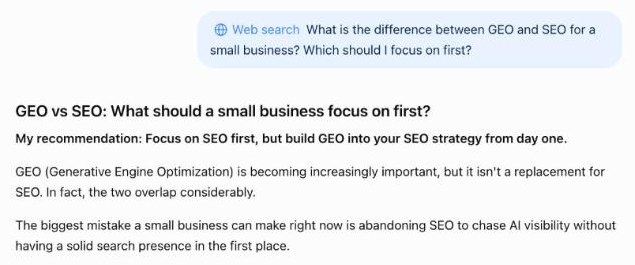 Web search What is the difference between GEO and SEO for a
small business? Which should I focus on first?
GEO vs SEO: What should a small business focus on first?
My recommendation: Focus on SEO first, but build GEO into your SEO strategy from day one.
GEO (Generative Engine Optimization) is becoming increasingly important, but it isn't a replacement for
SEO. In fact, the two overlap considerably.
The biggest mistake a small business can make right now is abandoning SEO to chase AI visibility without
having a solid search presence in the first place.